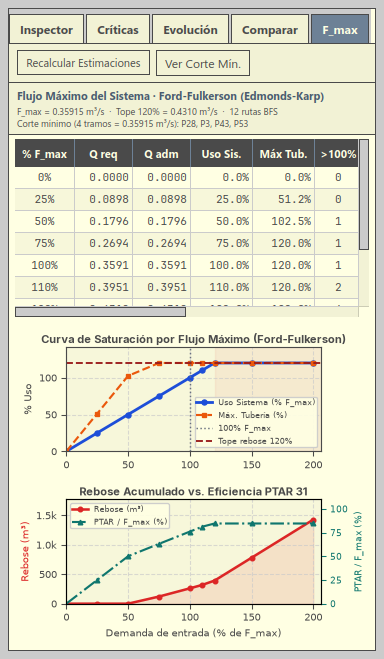 Inspector Críticas Evolución Comparar F_max
Recalcular Estimaciones Ver Corte Mín.
Flujo Máximo del Sistema · Ford-Fulkerson (Edmonds-Karp)
F_max = 0.35915 m³/s · Tope 120% = 0.4310 m³/s · 12 rutas BFS
Corte mínimo (4 tramos = 0.35915 m³/s): P28, P3, P43, P53
% F_max Q req Q adm Uso Sis. Máx Tub. >100%
0% 0.0000 0.0000 0.0% 0.0% 0
25% 0.0898 0.0898 25.0% 51.2% 0
50% 0.1796 0.1796 50.0% 102.5% 1
75% 0.2694 0.2694 75.0% 120.0% 1
100% 0.3591 0.3591 100.0% 120.0% 1
110% 0.3951 0.3951 110.0% 120.0% 2
Curva de Saturación por Flujo Máximo (Ford-Fulkerson)
% Uso
100
50
0
Uso Sistema (% F_max)
Máx. Tubería (%)
100% F_max
Tope rebose 120%
0 50 100 150 200
Rebose Acumulado vs. Eficiencia PTAR 31
Rebose (m³)
1.5k
1.0k
500
0
Rebose (m³)
PTAR / F_max (%)
100
75
50
25
0
PTAR / F_max (%)
0 50 100 150 200
Demanda de entrada (% de F_max)